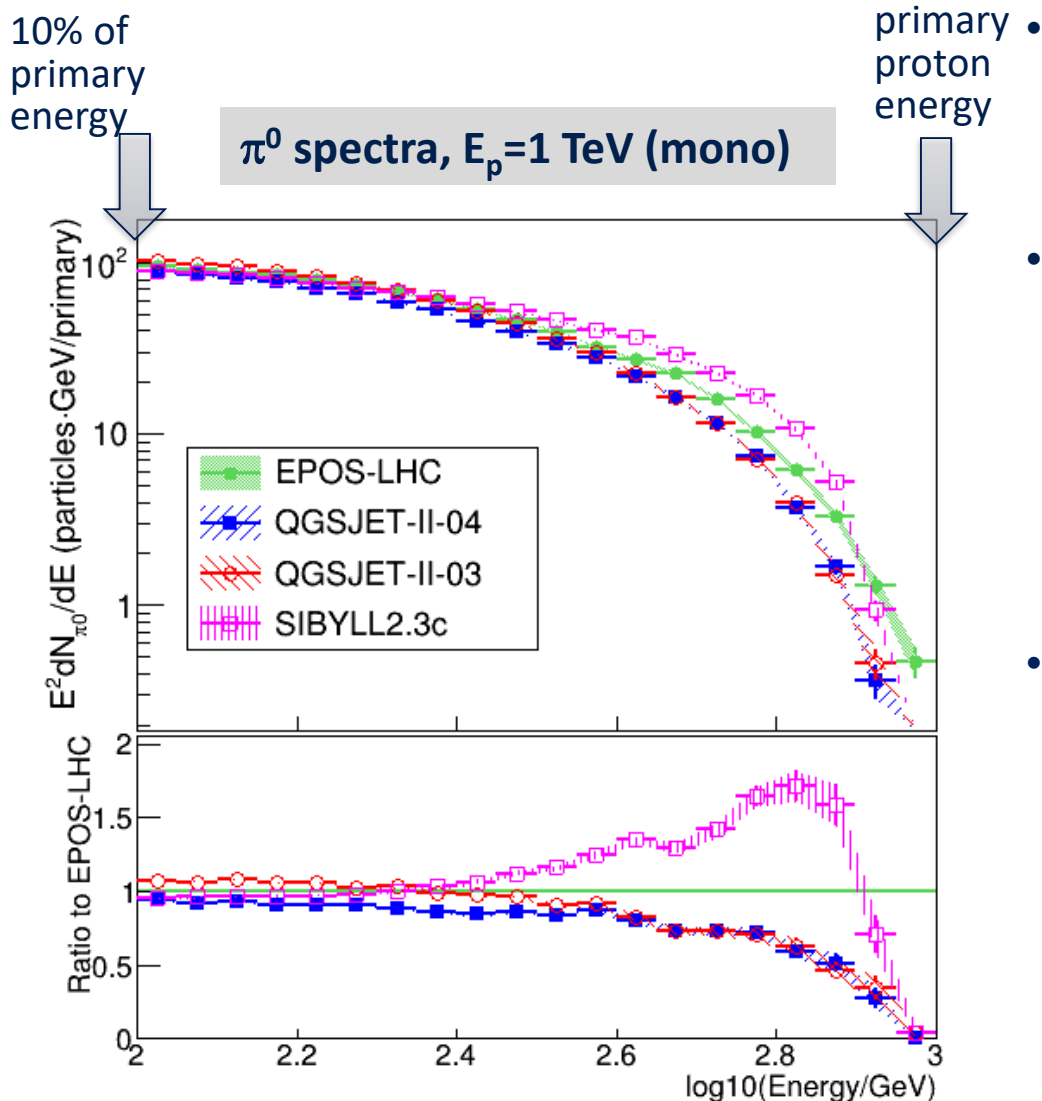 10% of
primary
energy
primary •
proton
energy
π⁰ spectra, Eₚ=1 TeV (mono)
E²dN_π0/dE (particles·GeV/primary)
10²
10
1
EPOS-LHC
QGSJET-II-04
QGSJET-II-03
SIBYLL2.3c
•
•
Ratio to EPOS-LHC
2
1.5
1
0.5
0
2 2.2 2.4 2.6 2.8 3
log10(Energy/GeV)